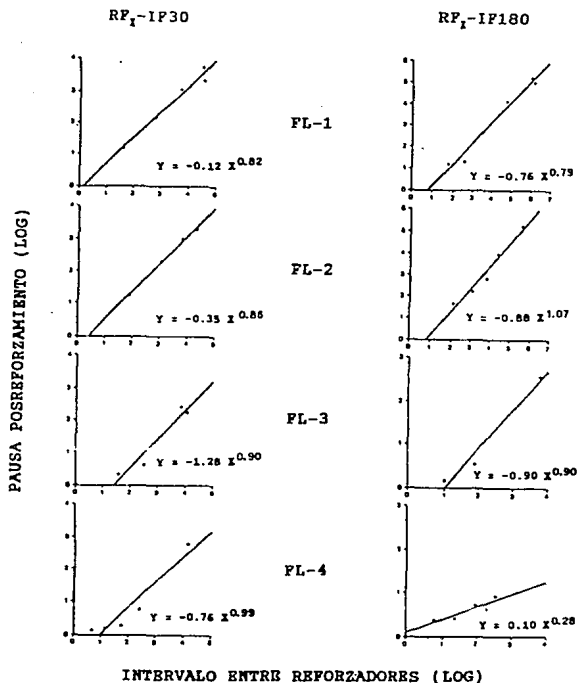 RF_I-IF30 RF_I-IF180
FL-1
Y = -0.12 X^0.82
Y = -0.76 X^0.79
FL-2
Y = -0.35 X^0.86
Y = -0.88 X^1.07
FL-3
Y = -1.28 X^0.90
Y = -0.90 X^0.90
FL-4
Y = -0.76 X^0.99
Y = 0.10 X^0.28
PAUSA POSREFORZAMIENTO (LOG)
INTERVALO ENTRE REFORZADORES (LOG)